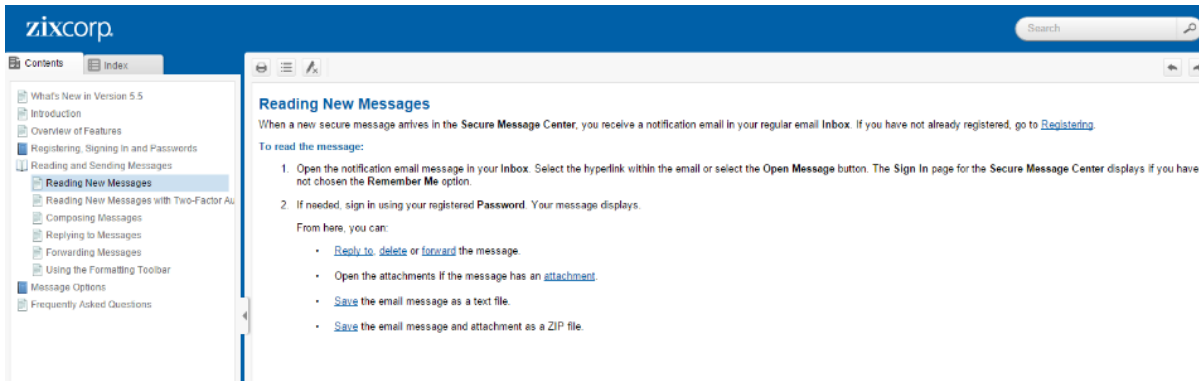 zixcorp.
Search
Contents
Index
What's New in Version 5.5
Introduction
Overview of Features
Registering, Signing In and Passwords
Reading and Sending Messages
Reading New Messages
Reading New Messages with Two-Factor Au
Composing Messages
Replying to Messages
Forwarding Messages
Using the Formatting Toolbar
Message Options
Frequently Asked Questions
Reading New Messages
When a new secure message arrives in the Secure Message Center, you receive a notification email in your regular email Inbox. If you have not already registered, go to Registering.
To read the message:
1. Open the notification email message in your Inbox. Select the hyperlink within the email or select the Open Message button. The Sign In page for the Secure Message Center displays if you have
not chosen the Remember Me option.
2. If needed, sign in using your registered Password. Your message displays.
From here, you can:
• Reply to, delete or forward the message.
• Open the attachments if the message has an attachment.
• Save the email message as a text file.
• Save the email message and attachment as a ZIP file.